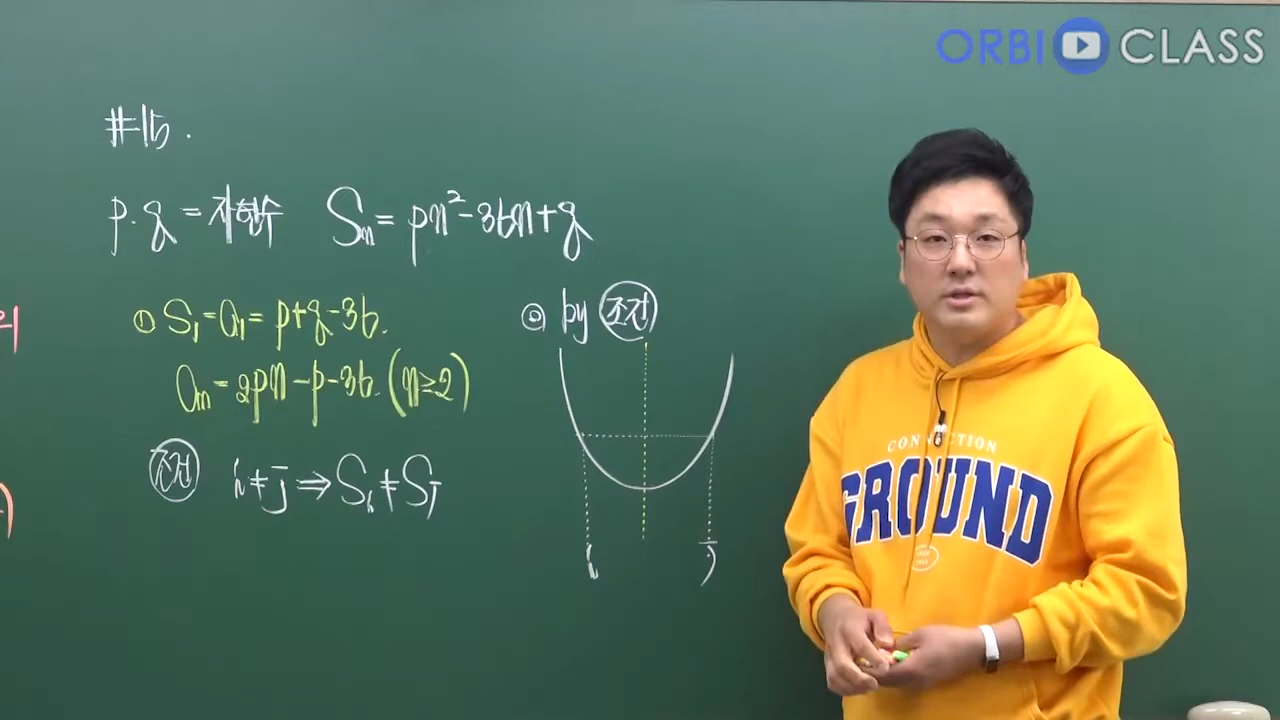 ORBI CLASS
#15.
p.q = 자연수 Sn = pn² - 36n + q
① S₁ = a₁ = p+q-36.
an = 2pn - p - 36. (n≥2)
조건 i≠j ⇒ Si ≠ Sj
② by 조건
i j
CONNECTION
GROUND